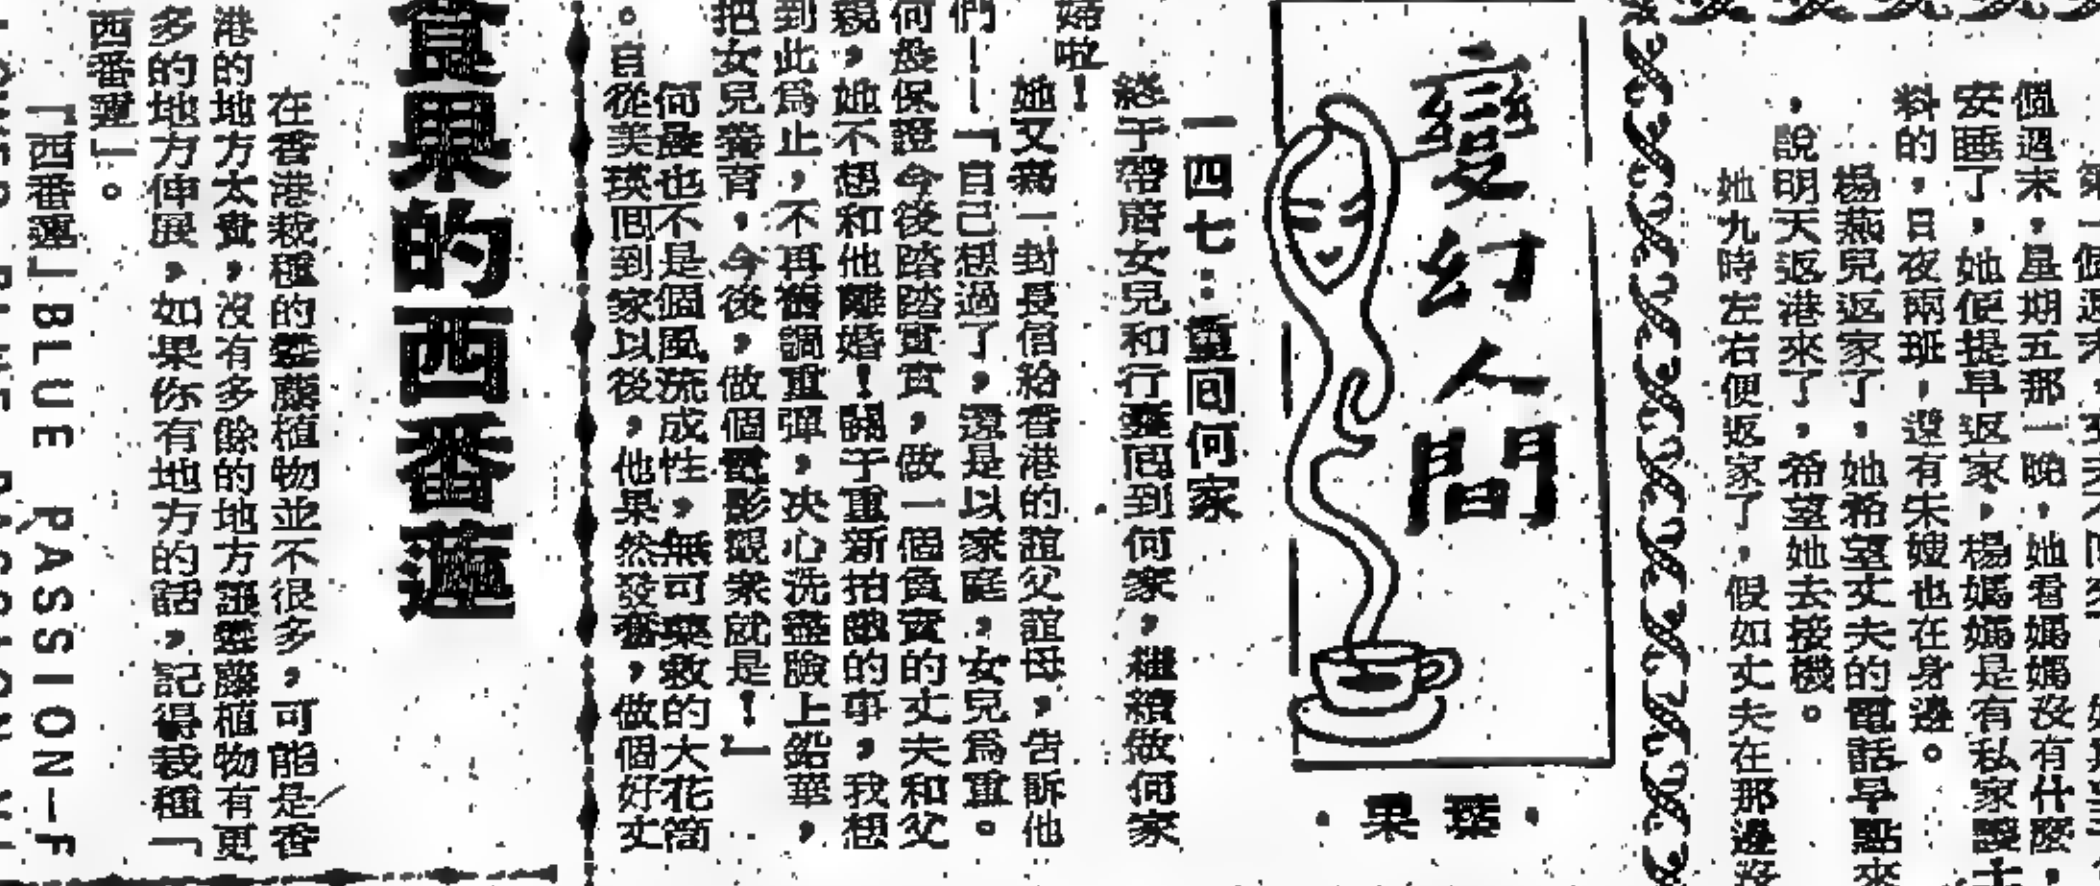 個週末，星期五那一晚，她看媽媽沒有什麼，
安睡了，她便提早返家，楊媽媽是有私家護士
料的，日夜兩班，還有朱嫂也在身邊。
楊燕兒返家了，她希望丈夫的電話早點來
，說明天返港來了，希望她去接機。
她九時左右便返家了，假如丈夫在那邊沒
變幻人間
·葉果·
一四七：重回何家
終于帶着女兒和行李回到何家，繼續做何家
婦啦！
她又寫一封長信給香港的誼父誼母，告訴他
們——「自己想過了，還是以家庭，女兒為重。
何晟保證今後踏踏實實，做一個負責的丈夫和父
親，她不想和他離婚！關于重新拍戲的事，我想
到此為止，不再舊調重彈，決心洗盡臉上鉛華，
把女兒養育，今後，做個電影觀衆就是！」
何晟也不是個風流成性，無可藥救的大花筒
。自從美瑛回到家以後，他果然發奮，做個好丈
食果的西番蓮
在香港栽種的攀藤植物並不很多，可能是香
港的地方太貴，沒有多餘的地方讓攀藤植物有更
多的地方伸展，如果你有地方的話，記得栽種「
西番蓮」。
「西番蓮」BLUE PASSION-F